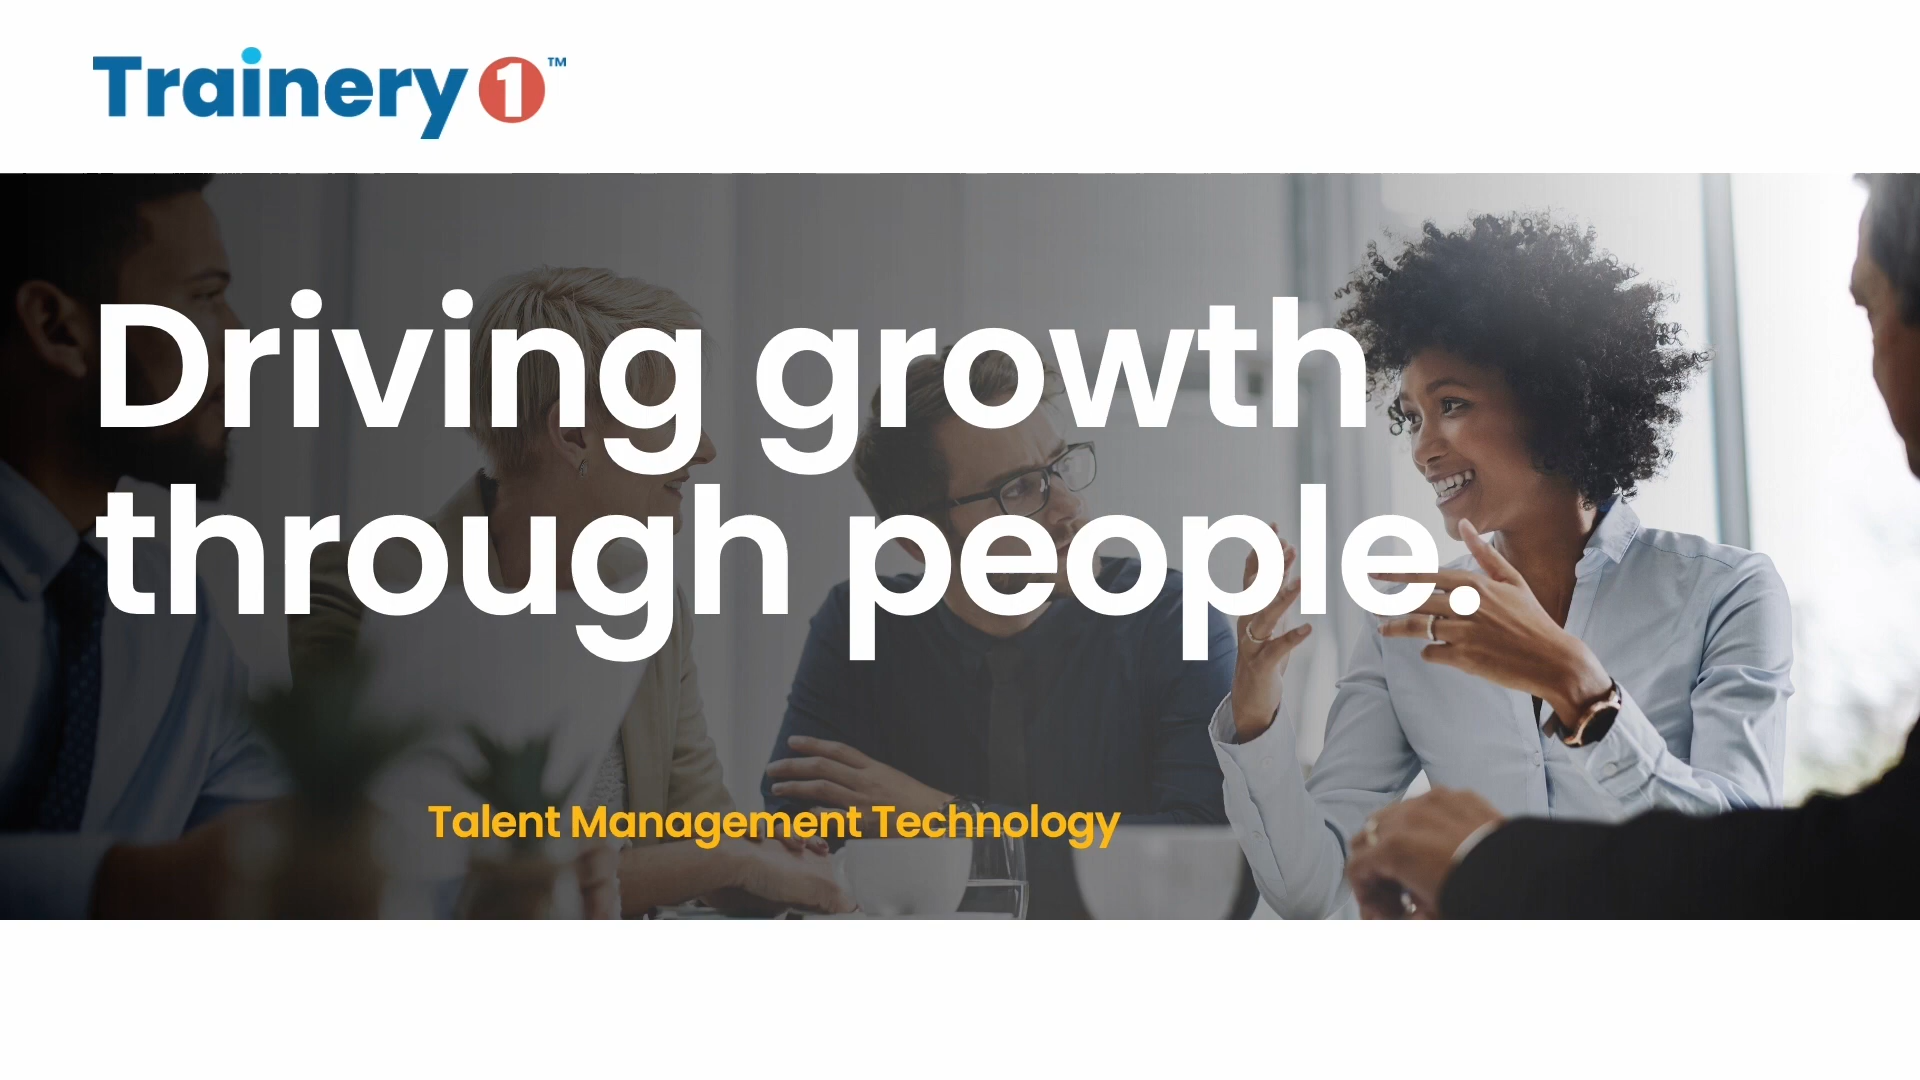 Trainery 1™
Driving growth
through people.
Talent Management Technology